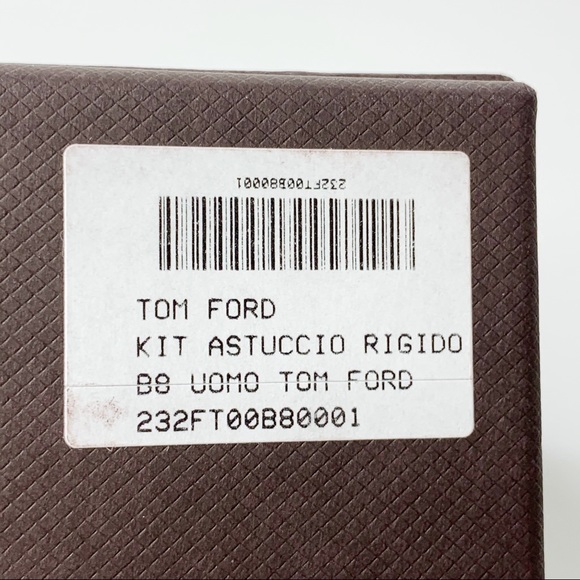 232FT00B80001
TOM FORD
KIT ASTUCCIO RIGIDO
B8 UOMO TOM FORD
232FT00B80001